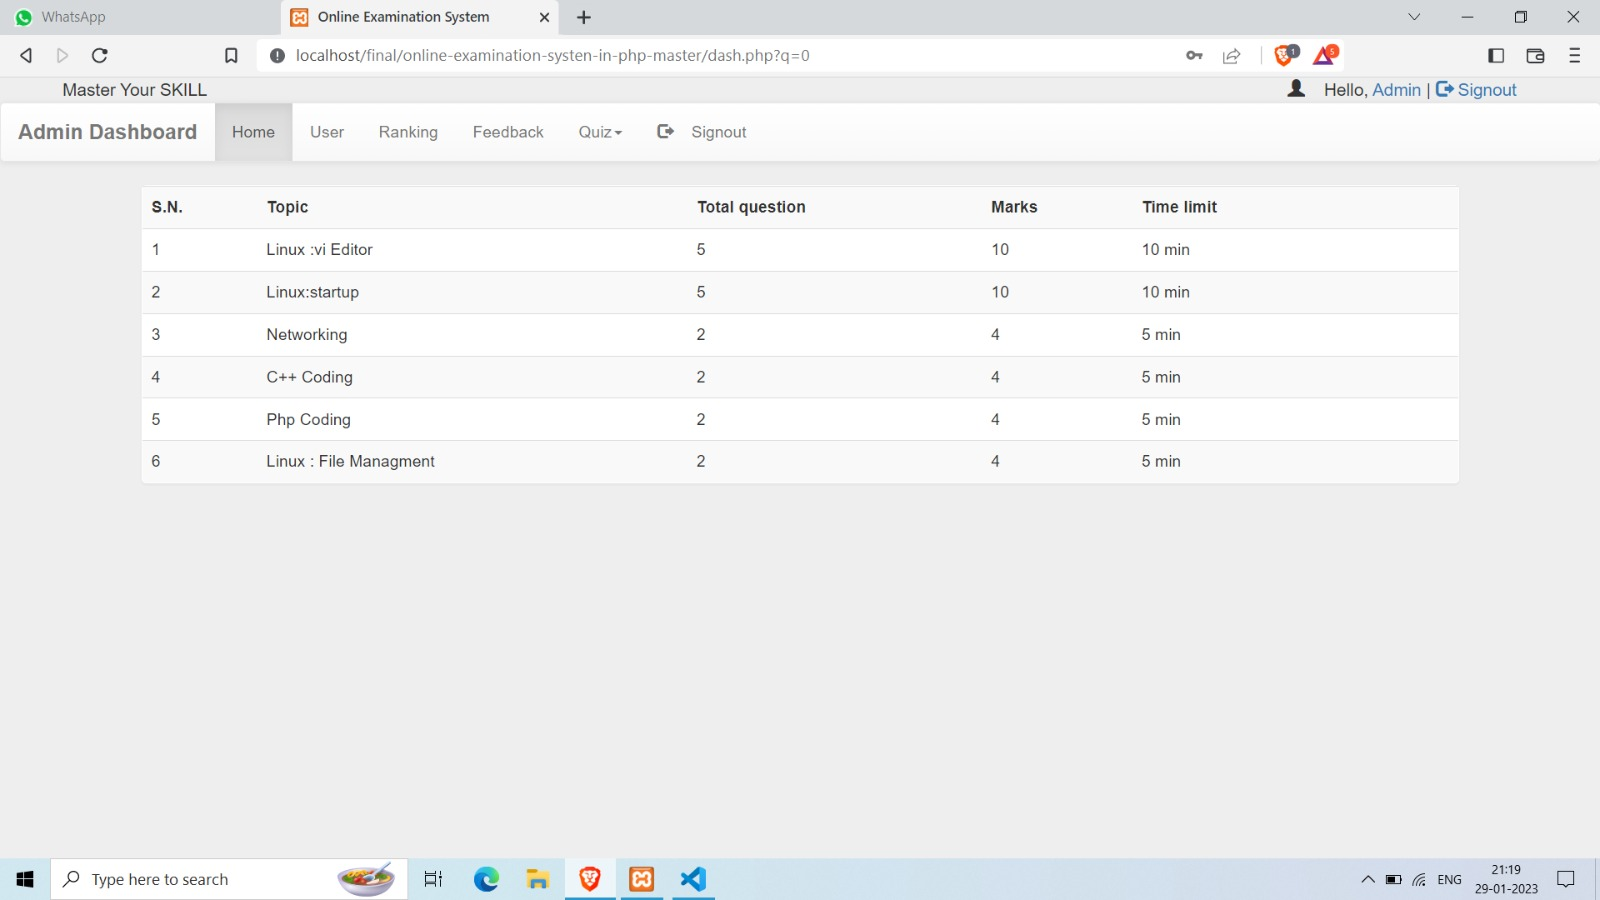 WhatsApp
Online Examination System
localhost/final/online-examination-systen-in-php-master/dash.php?q=0
1
5
Master Your SKILL
Hello, Admin | Signout
Admin Dashboard Home User Ranking Feedback Quiz Signout
S.N. Topic Total question Marks Time limit
1 Linux :vi Editor 5 10 10 min
2 Linux:startup 5 10 10 min
3 Networking 2 4 5 min
4 C++ Coding 2 4 5 min
5 Php Coding 2 4 5 min
6 Linux : File Managment 2 4 5 min
Type here to search
ENG
21:19
29-01-2023